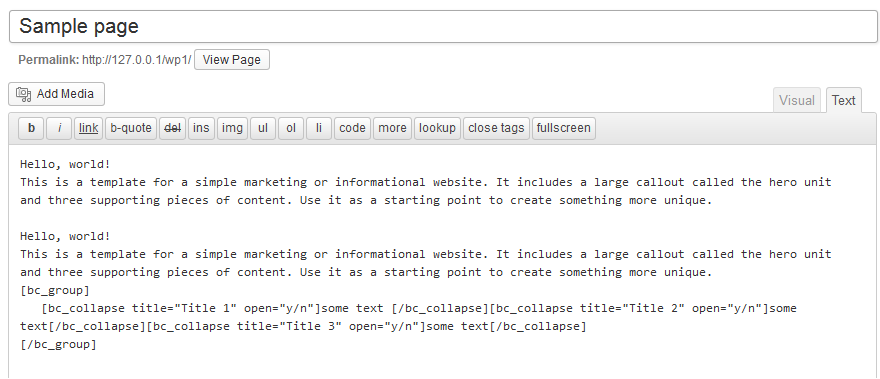 Sample page
Permalink: http://127.0.0.1/wp1/ View Page
Add Media
Visual Text
b i link b-quote del ins img ul ol li code more lookup close tags fullscreen
Hello, world!
This is a template for a simple marketing or informational website. It includes a large callout called the hero unit
and three supporting pieces of content. Use it as a starting point to create something more unique.
Hello, world!
This is a template for a simple marketing or informational website. It includes a large callout called the hero unit
and three supporting pieces of content. Use it as a starting point to create something more unique.
[bc_group]
[bc_collapse title="Title 1" open="y/n"]some text [/bc_collapse][bc_collapse title="Title 2" open="y/n"]some
text[/bc_collapse][bc_collapse title="Title 3" open="y/n"]some text[/bc_collapse]
[/bc_group]